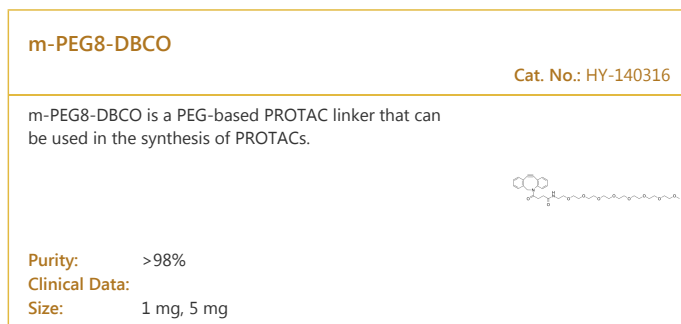 m-PEG8-DBCO
Cat. No.: HY-140316
m-PEG8-DBCO is a PEG-based PROTAC linker that can
be used in the synthesis of PROTACs.
Purity: >98%
Clinical Data:
Size: 1 mg, 5 mg